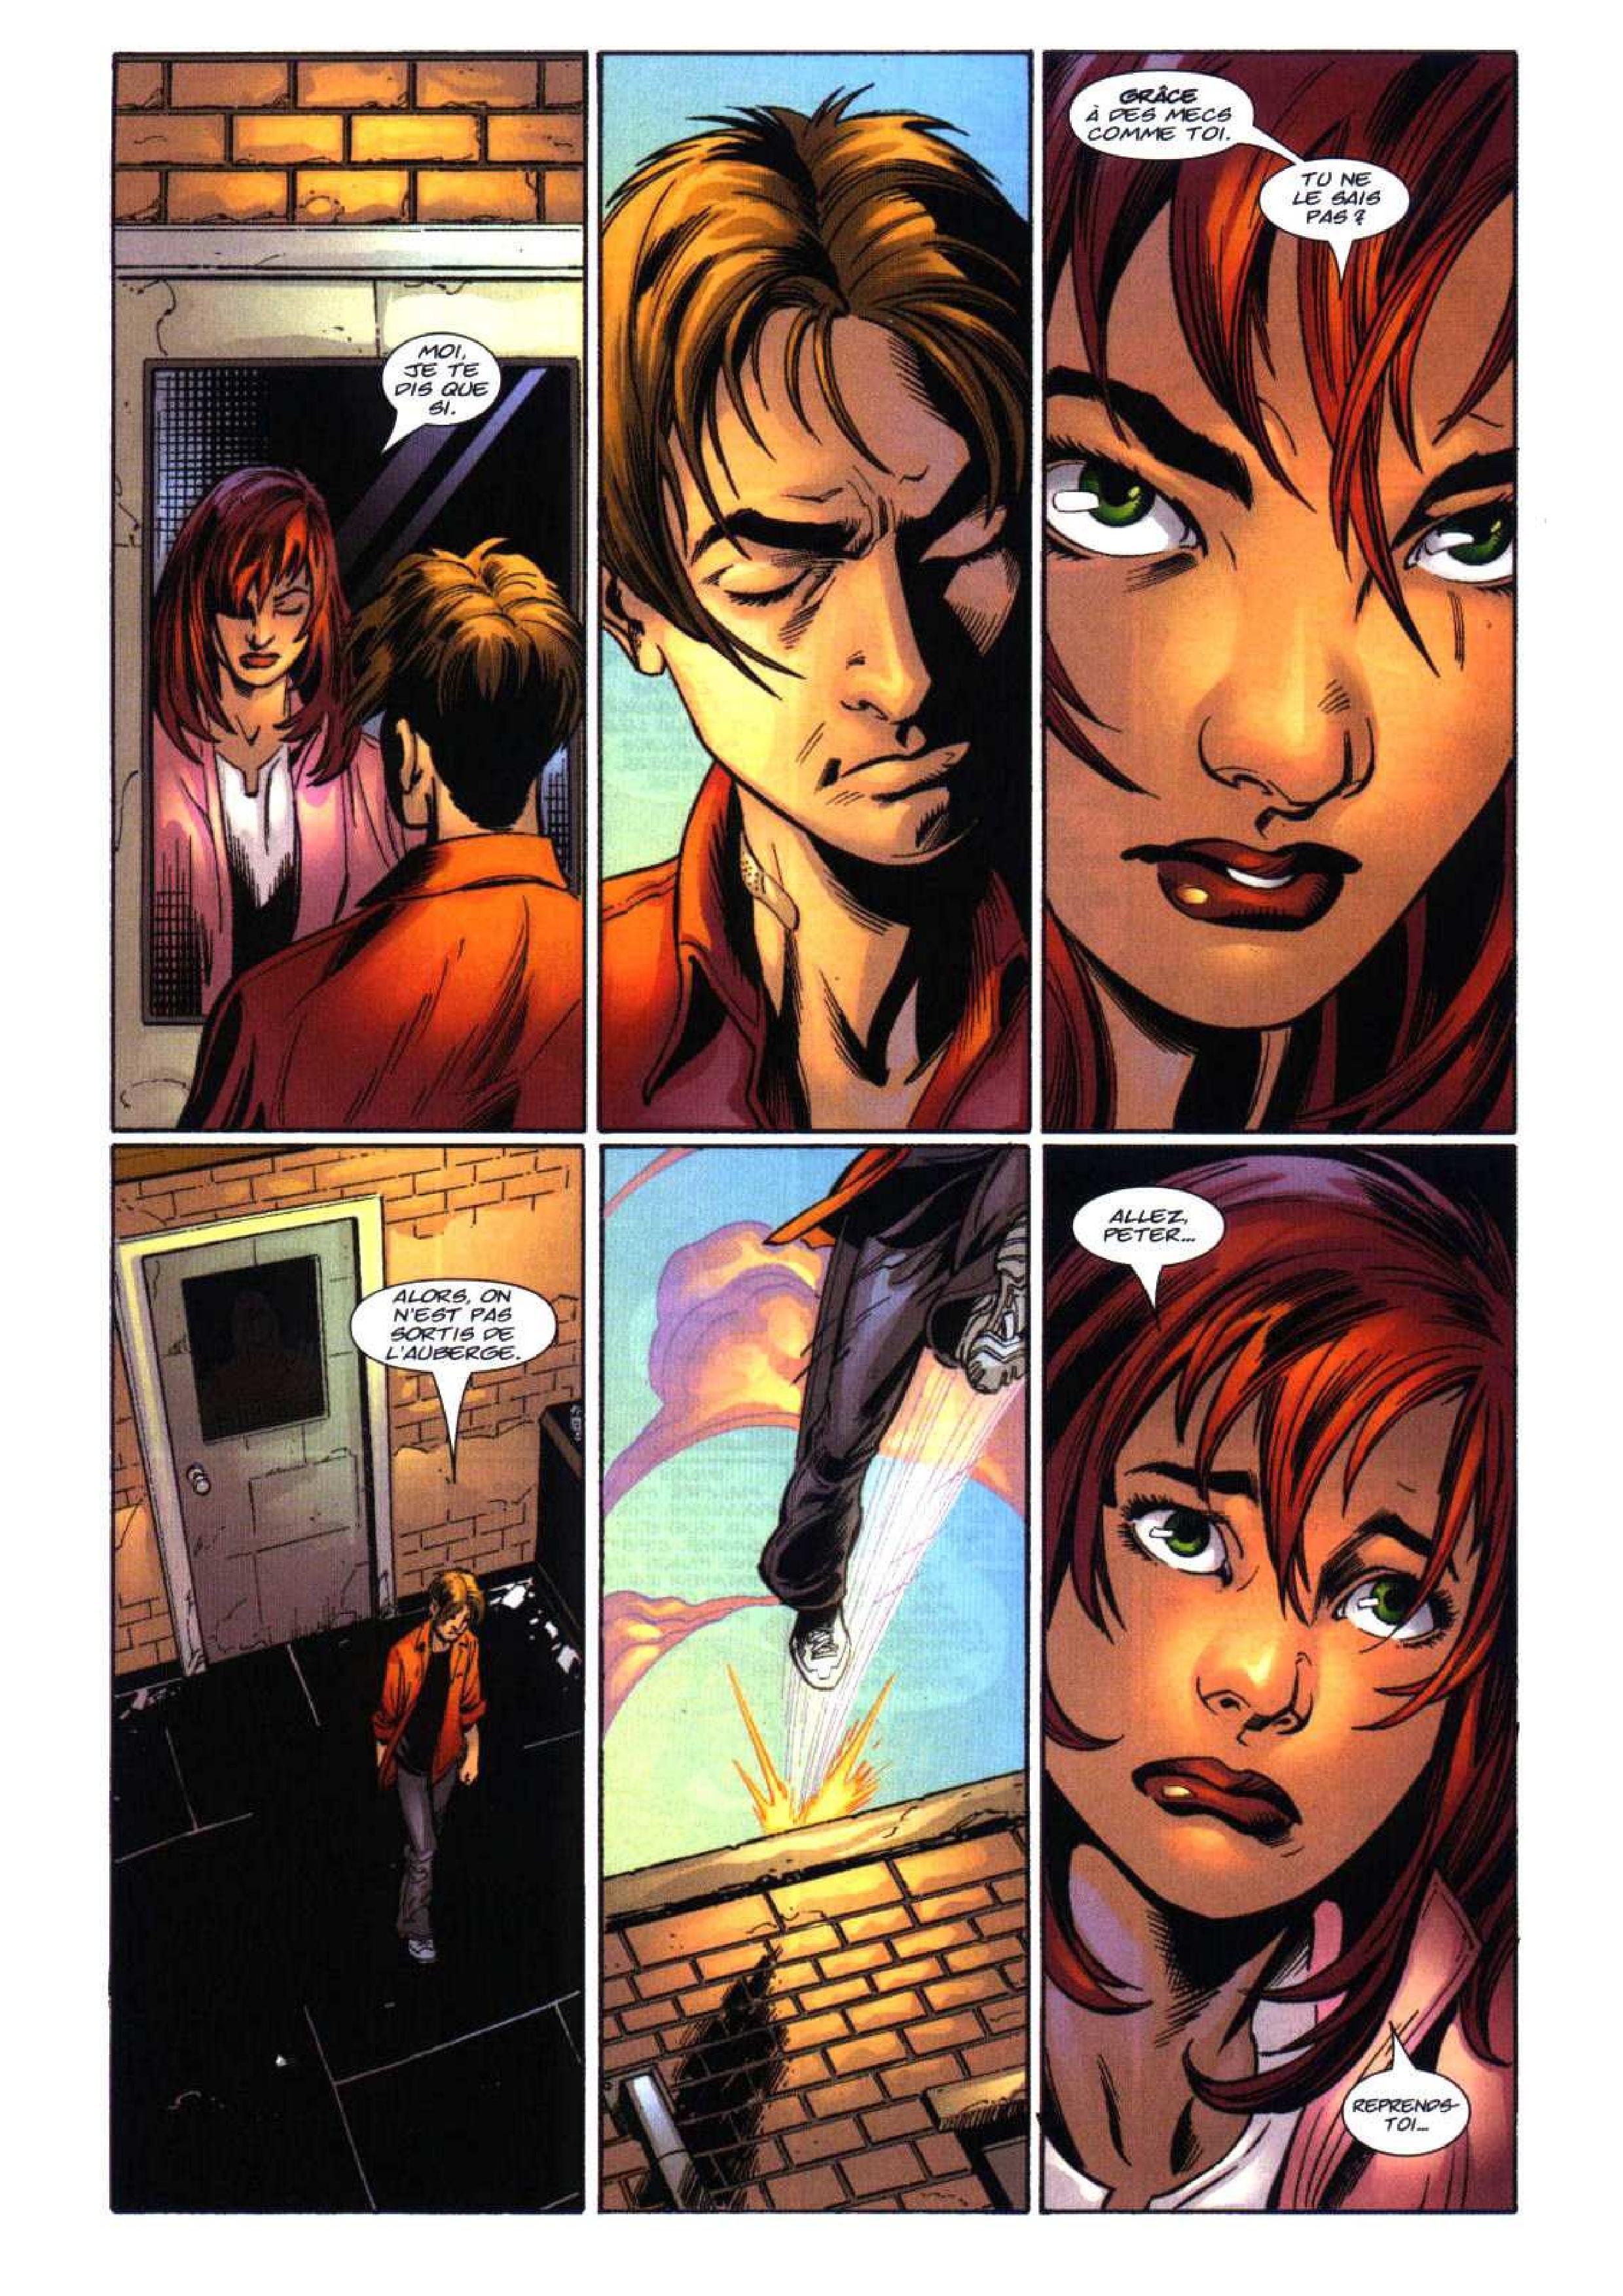 MOI,
JE TE
DIS QUE
SI.
GRÂCE
À DES MECS
COMME TOI.
TU NE
LE SAIS
PAS ?
ALORS, ON
N'EST PAS
SORTIS DE
L'AUBERGE.
ALLEZ,
PETER...
REPRENDS-
TOI...